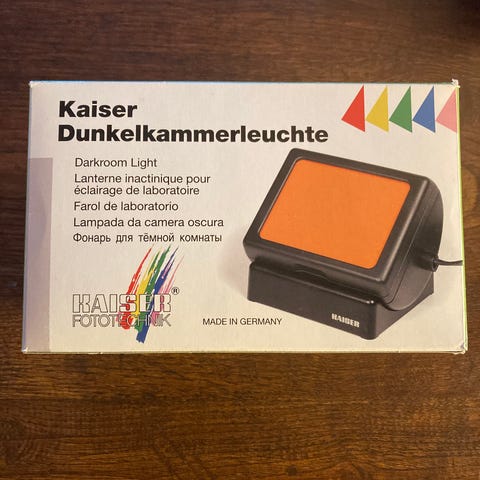 Kaiser
Dunkelkammerleuchte
Darkroom Light
Lanterne inactinique pour
éclairage de laboratoire
Farol de laboratorio
Lampada da camera oscura
Фонарь для тёмной комнаты
KAISER®
FOTOTECHNIK
MADE IN GERMANY
KAISER